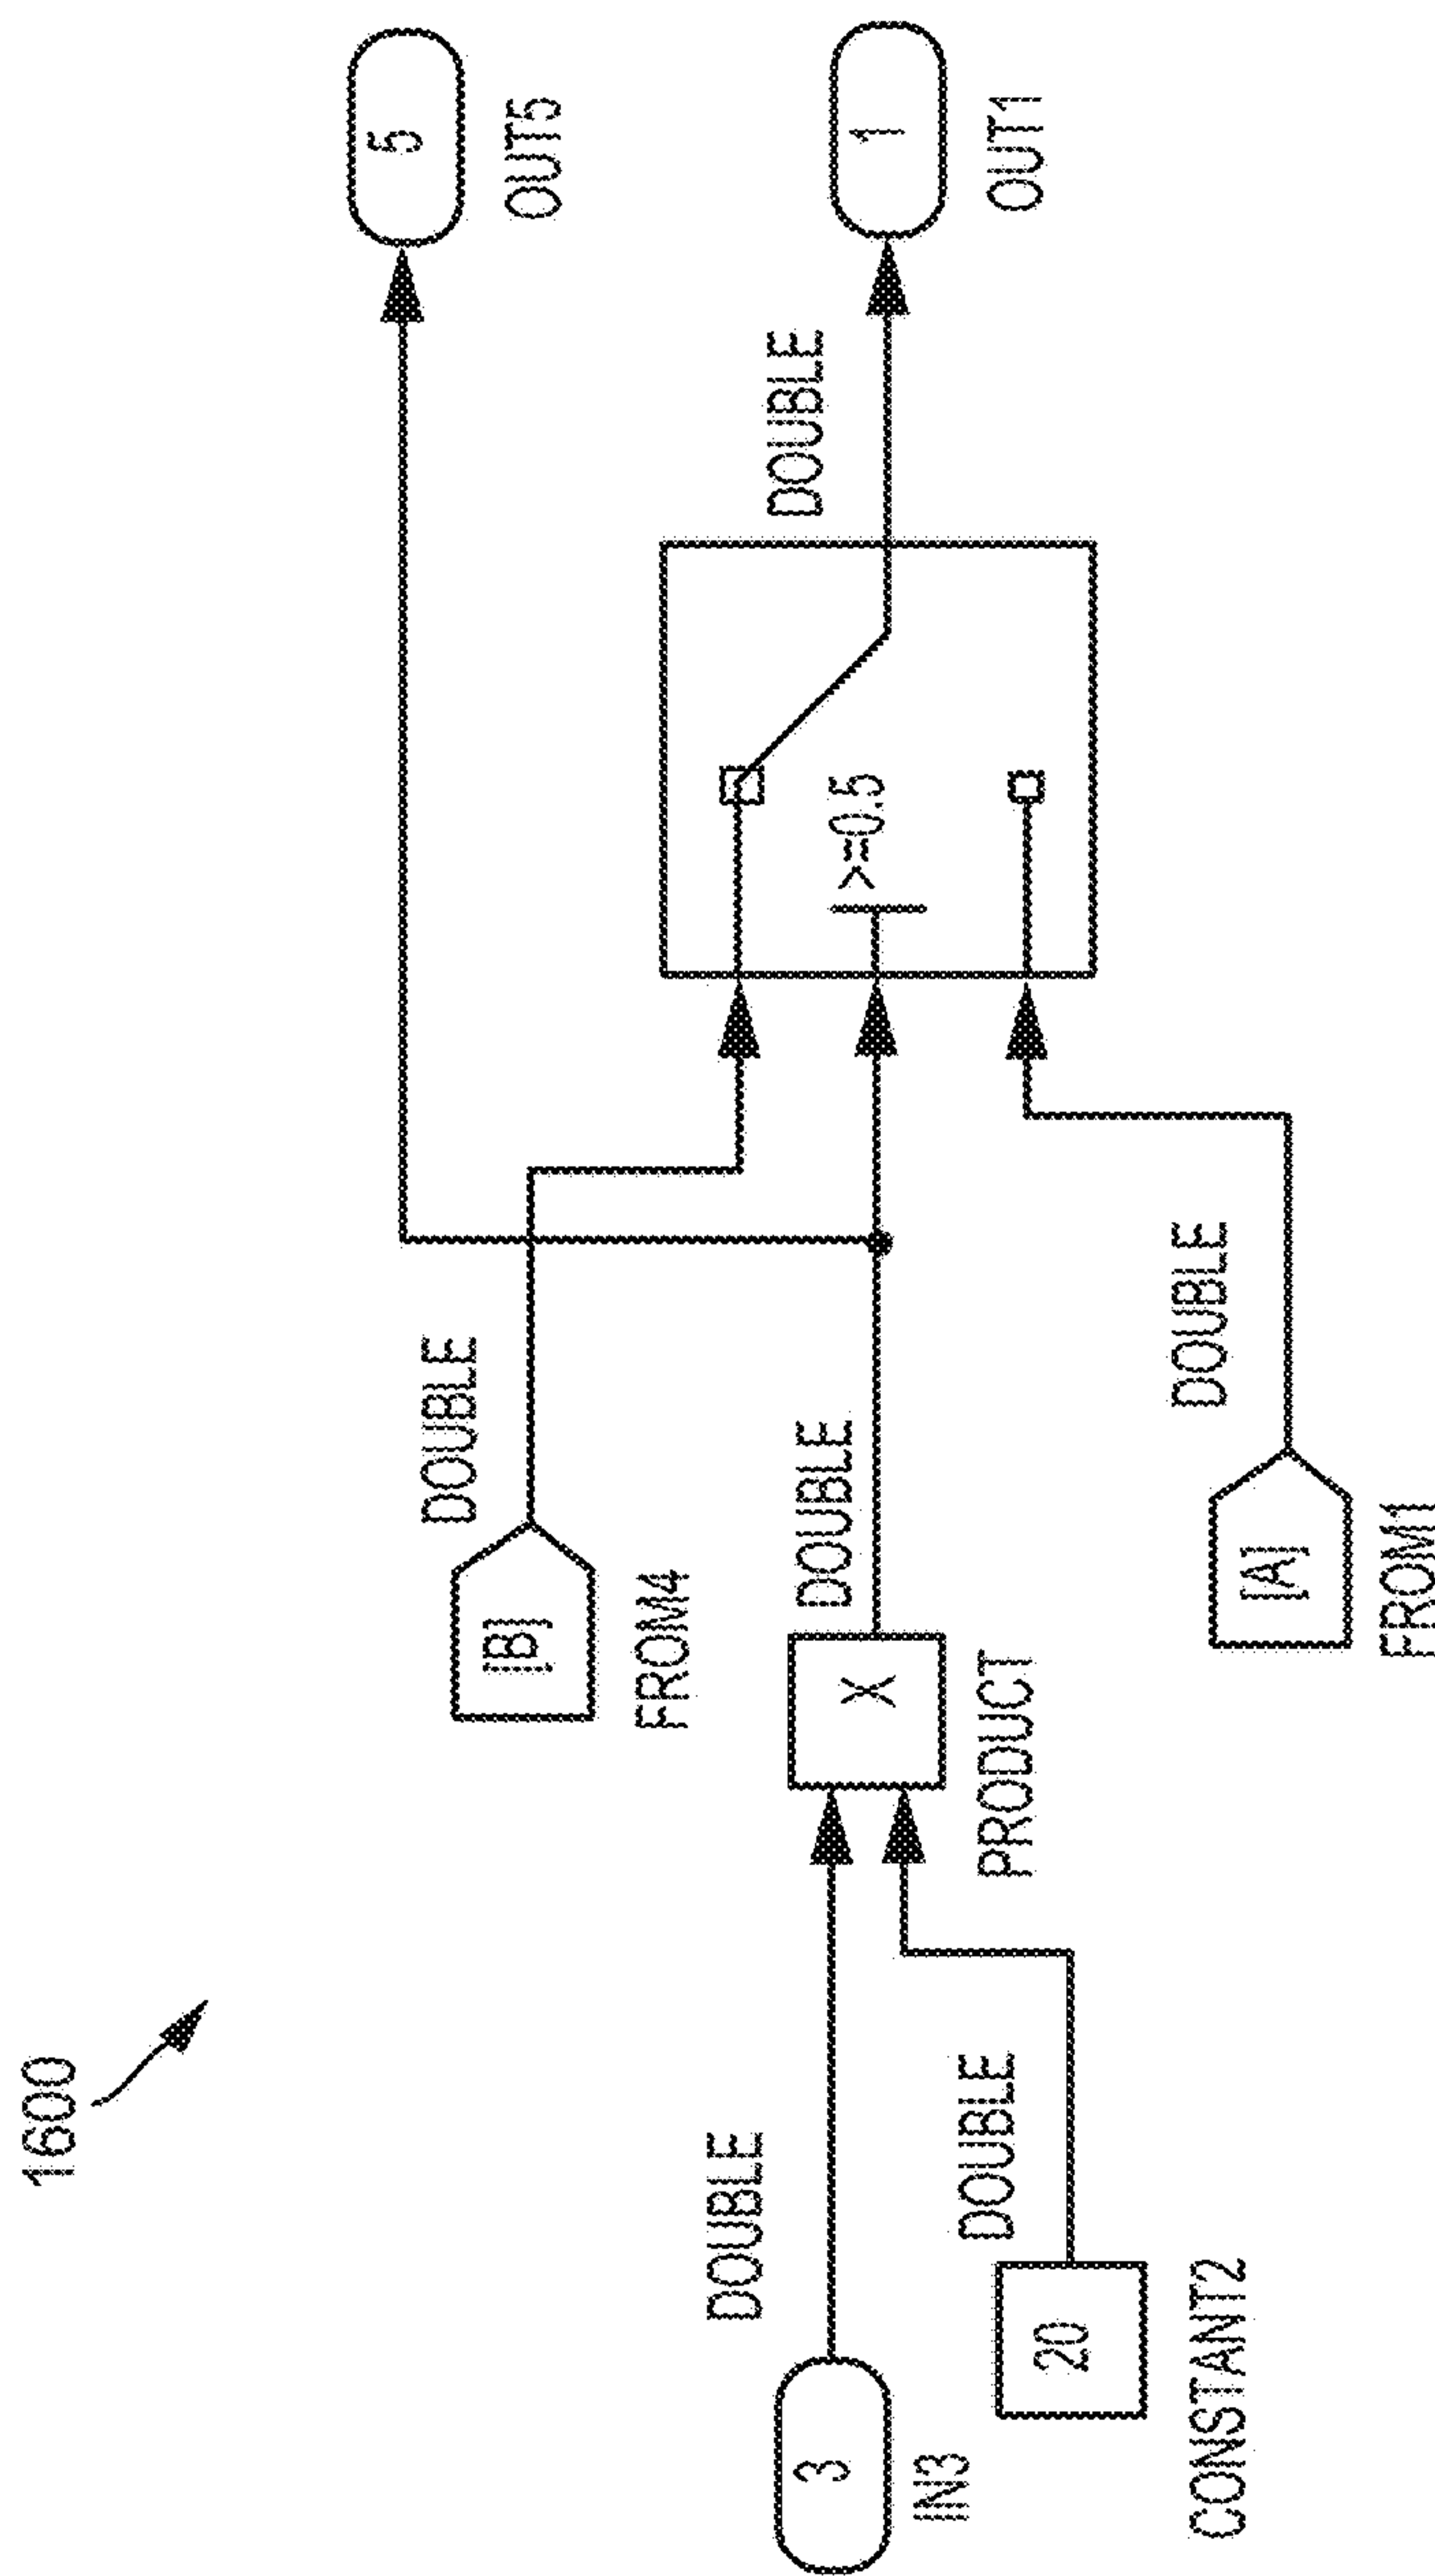 1600
5
OUT5
[B]
DOUBLE
FROM4
3
DOUBLE
IN3
X
DOUBLE
PRODUCT
>=0.5
DOUBLE
1
OUT1
20
DOUBLE
CONSTANT2
[A]
DOUBLE
FROM1